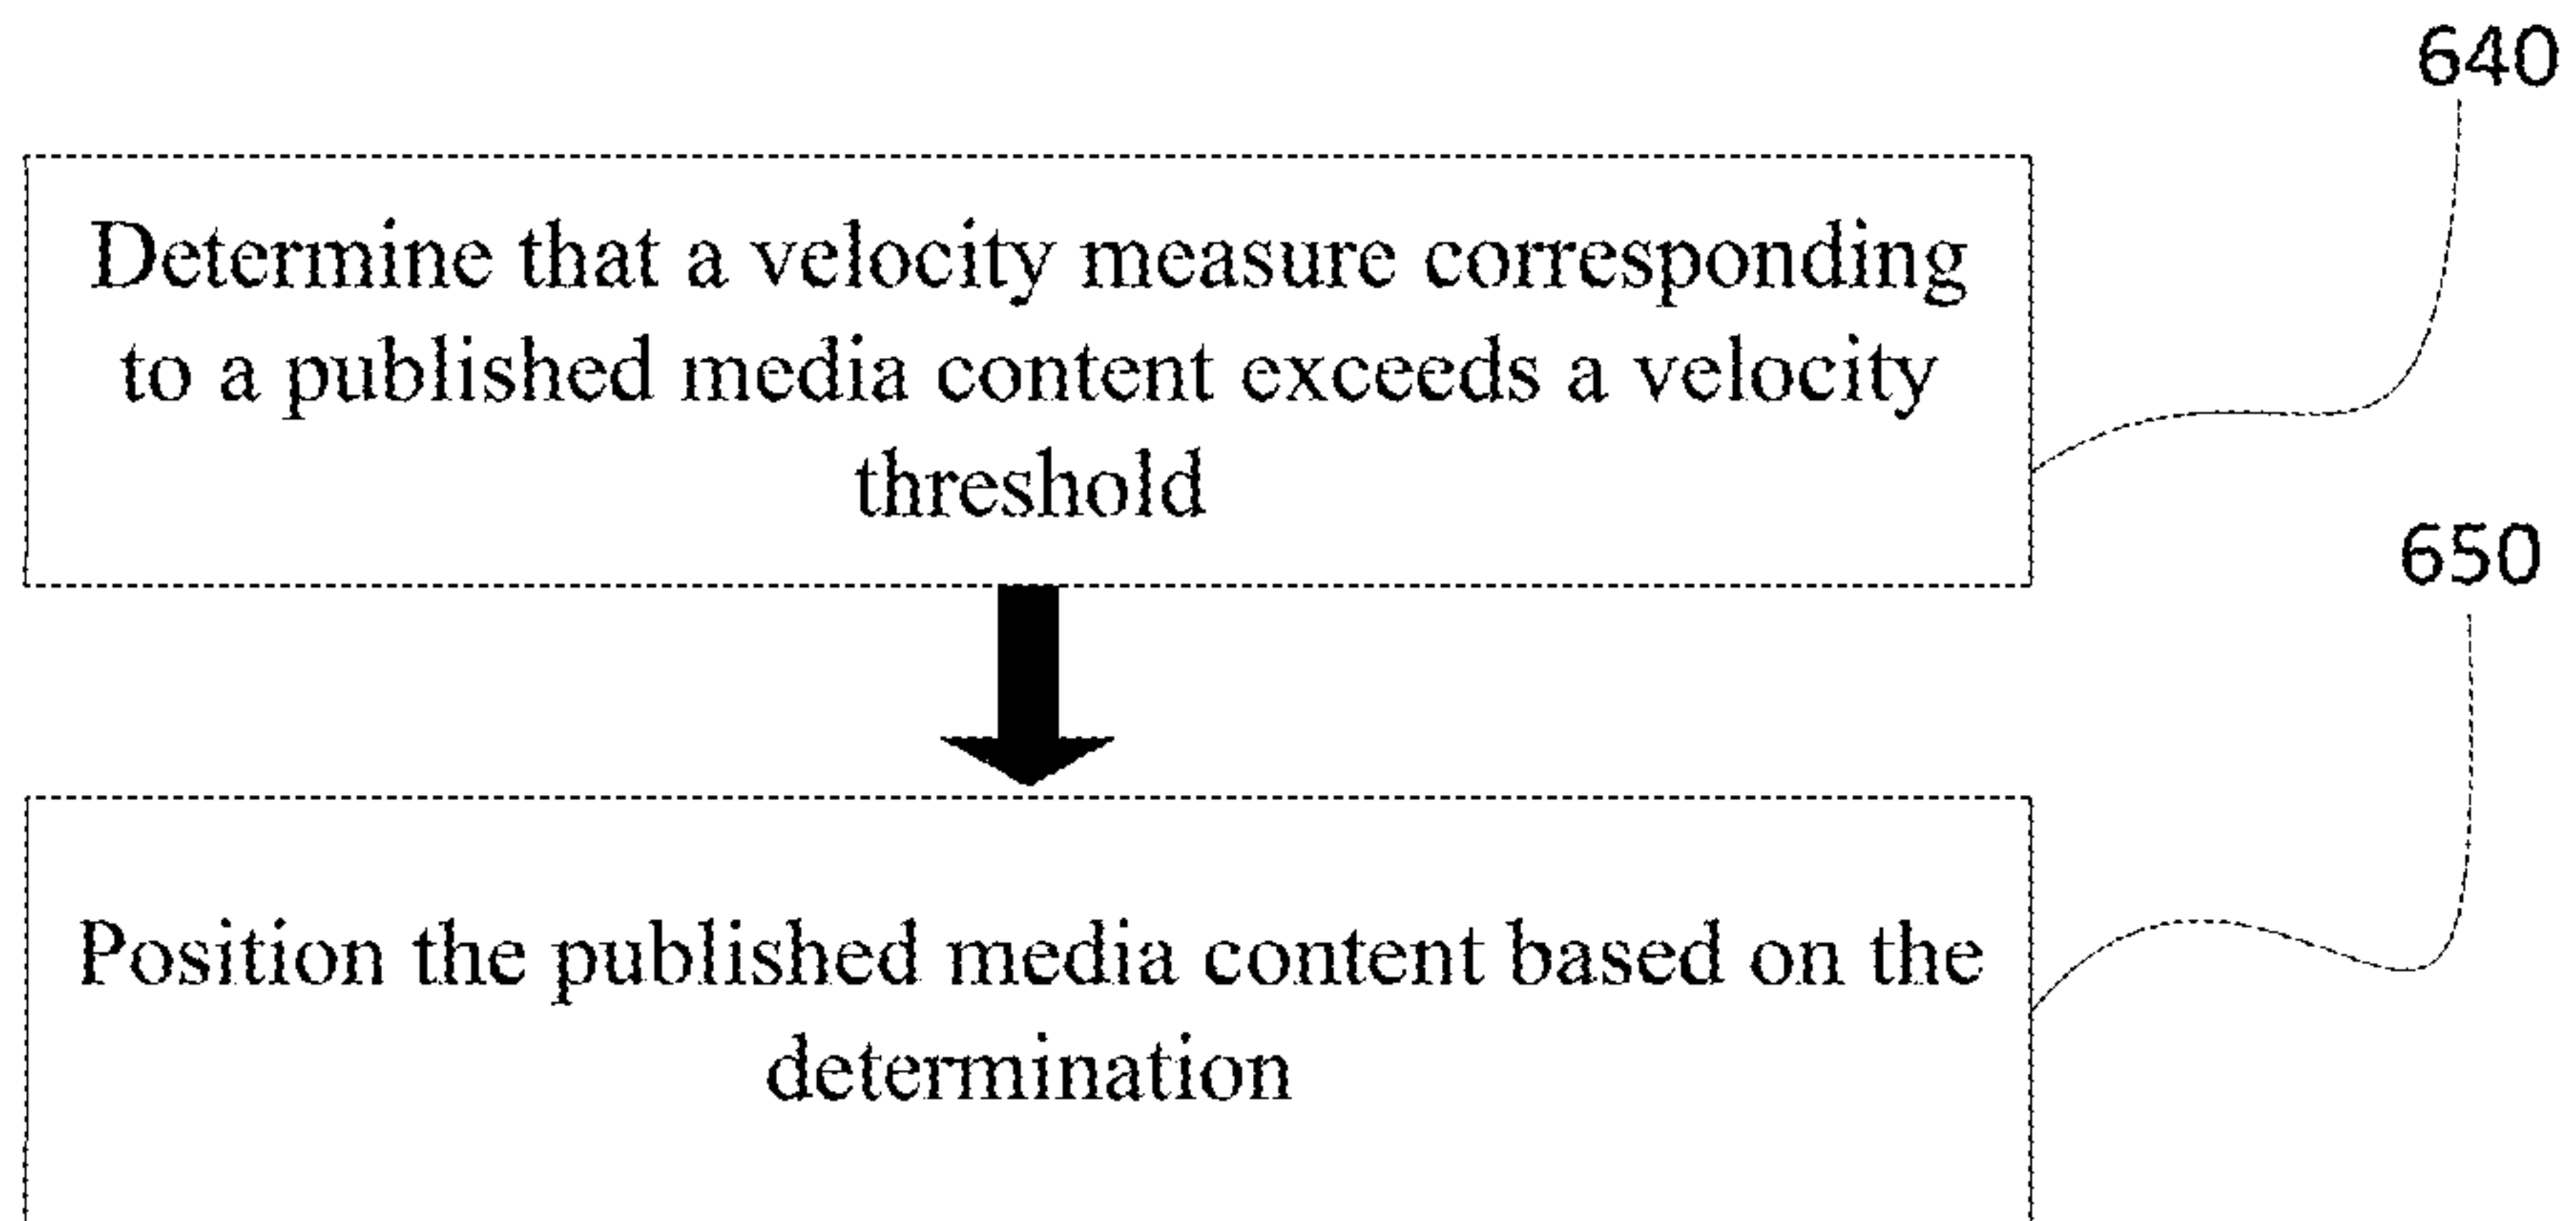 640
Determine that a velocity measure corresponding
to a published media content exceeds a velocity
threshold
650
Position the published media content based on the
determination